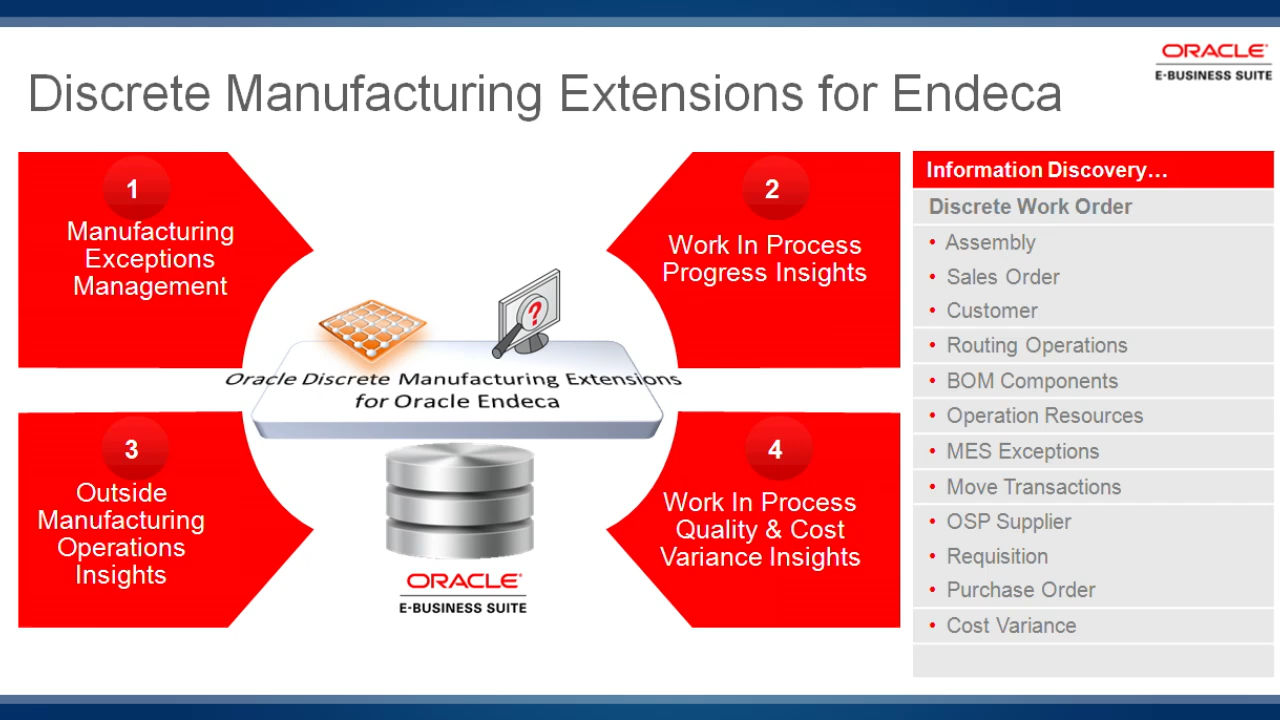 ORACLE
E-BUSINESS SUITE
Discrete Manufacturing Extensions for Endeca
1
Manufacturing
Exceptions
Management
2
Work In Process
Progress Insights
?
Oracle Discrete Manufacturing Extensions
for Oracle Endeca
3
Outside
Manufacturing
Operations
Insights
4
Work In Process
Quality & Cost
Variance Insights
ORACLE
E-BUSINESS SUITE
Information Discovery...
Discrete Work Order
• Assembly
• Sales Order
• Customer
• Routing Operations
• BOM Components
• Operation Resources
• MES Exceptions
• Move Transactions
• OSP Supplier
• Requisition
• Purchase Order
• Cost Variance